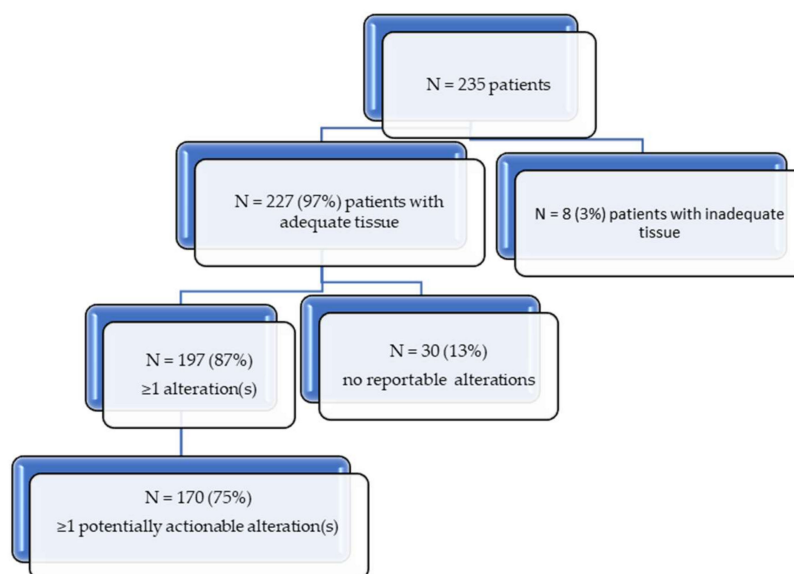 N = 235 patients
N = 227 (97%) patients with
adequate tissue
N = 8 (3%) patients with inadequate
tissue
N = 197 (87%)
≥1 alteration(s)
N = 30 (13%)
no reportable alterations
N = 170 (75%)
≥1 potentially actionable alteration(s)